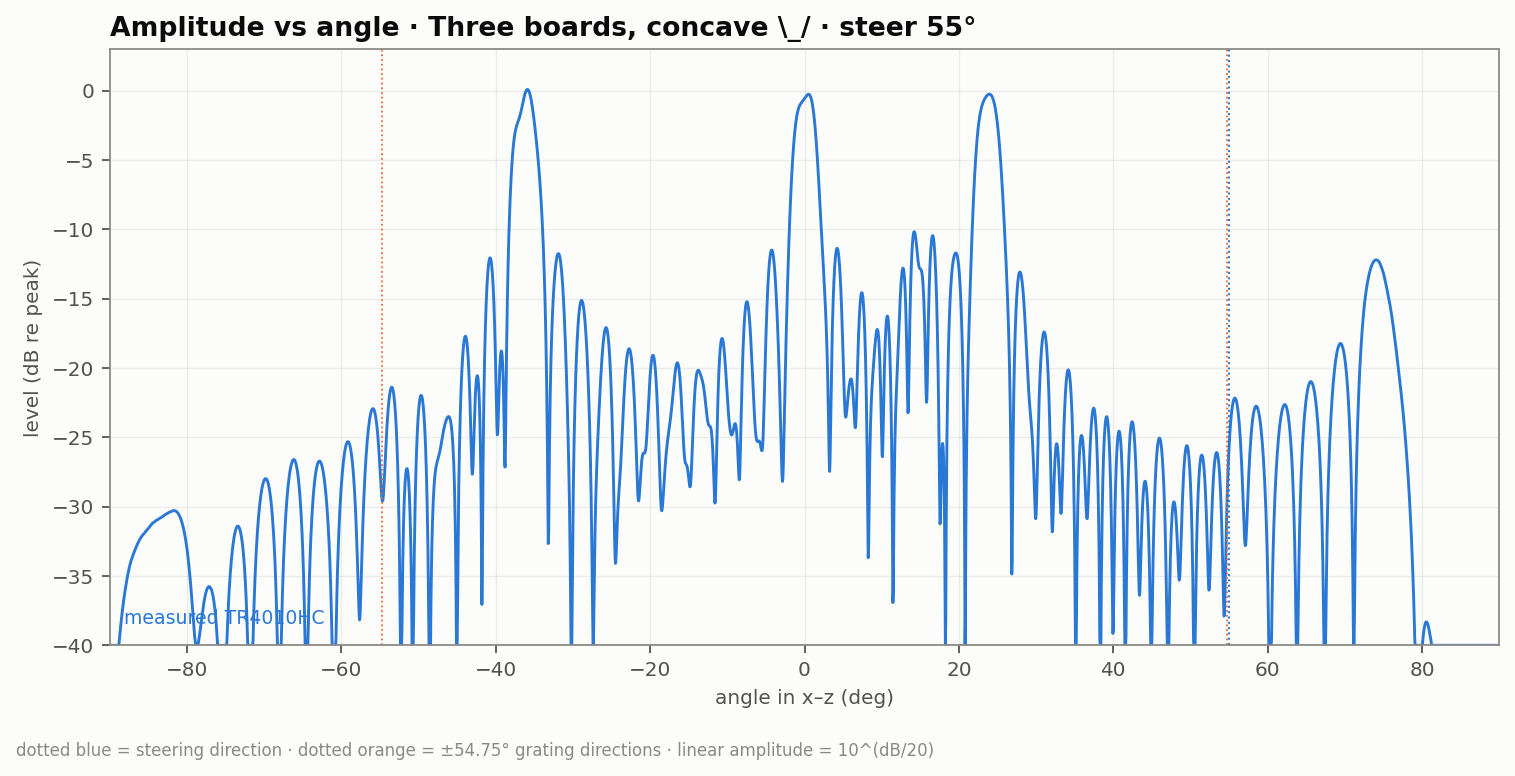 Amplitude vs angle · Three boards, concave \_/ · steer 55°
level (dB re peak)
0
−5
−10
−15
−20
−25
−30
−35
−40
measured TR4010HC
−80 −60 −40 −20 0 20 40 60 80
angle in x–z (deg)
dotted blue = steering direction · dotted orange = ±54.75° grating directions · linear amplitude = 10^(dB/20)